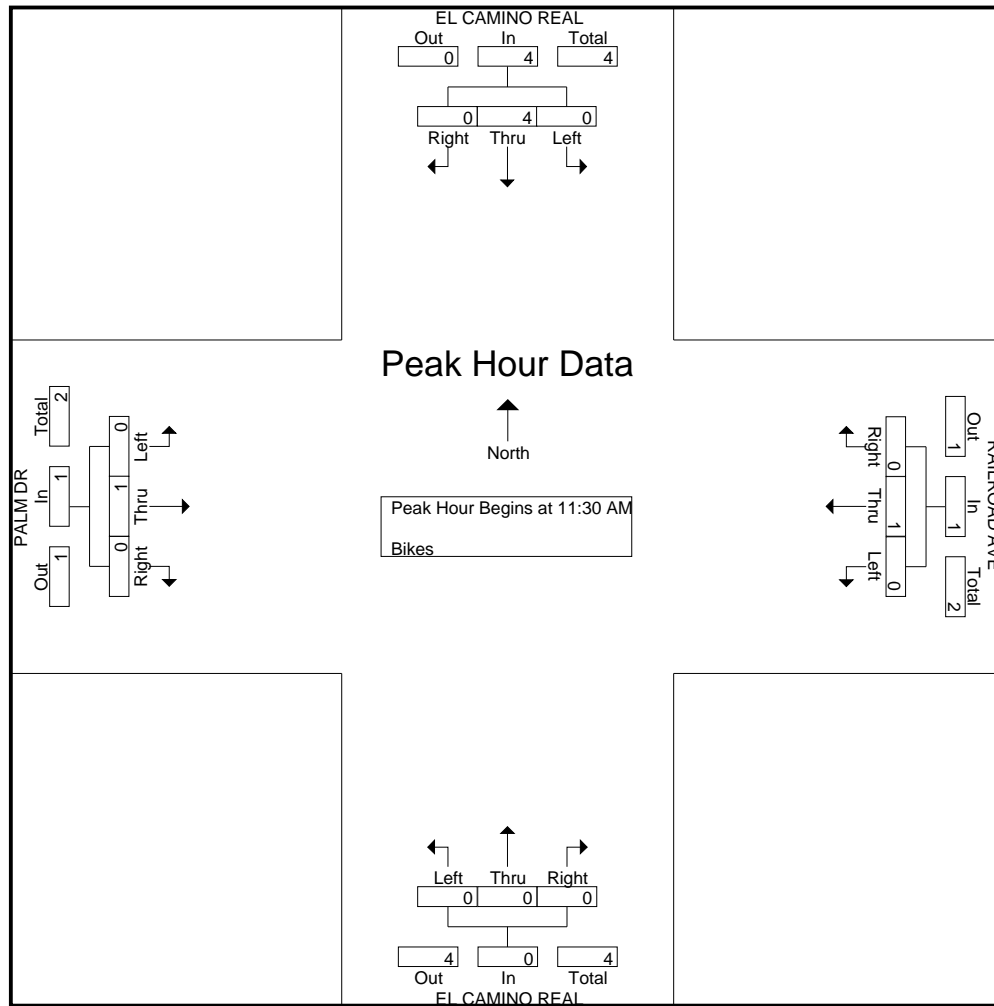 EL CAMINO REAL
Out In Total
0 4 4
0 4 0
Right Thru Left
Peak Hour Data
North
Peak Hour Begins at 11:30 AM
Bikes
PALM DR
Out In Total
1 1 2
0 1 0
Left Thru Right
RAILROAD AVE
Out In Total
1 1 2
0 1 0
Right Thru Left
Left Thru Right
0 0 0
4 0 4
Out In Total
EL CAMINO REAL